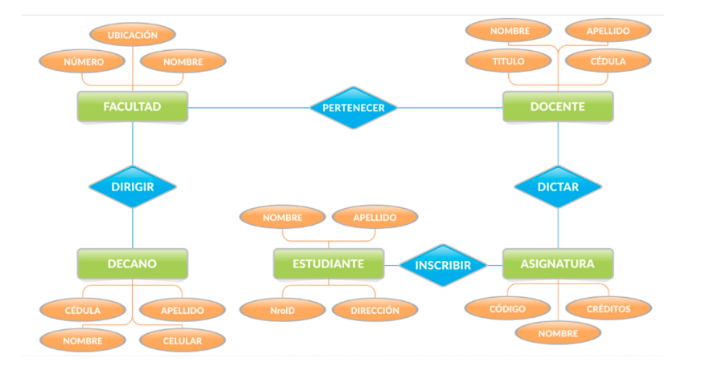 UBICACIÓN
NÚMERO
NOMBRE
FACULTAD
PERTENECER
NOMBRE
APELLIDO
TITULO
CÉDULA
DOCENTE
DIRIGIR
DICTAR
NOMBRE
APELLIDO
DECANO
ESTUDIANTE
INSCRIBIR
ASIGNATURA
CÉDULA
APELLIDO
NOMBRE
CELULAR
NroID
DIRECCIÓN
CÓDIGO
CRÉDITOS
NOMBRE